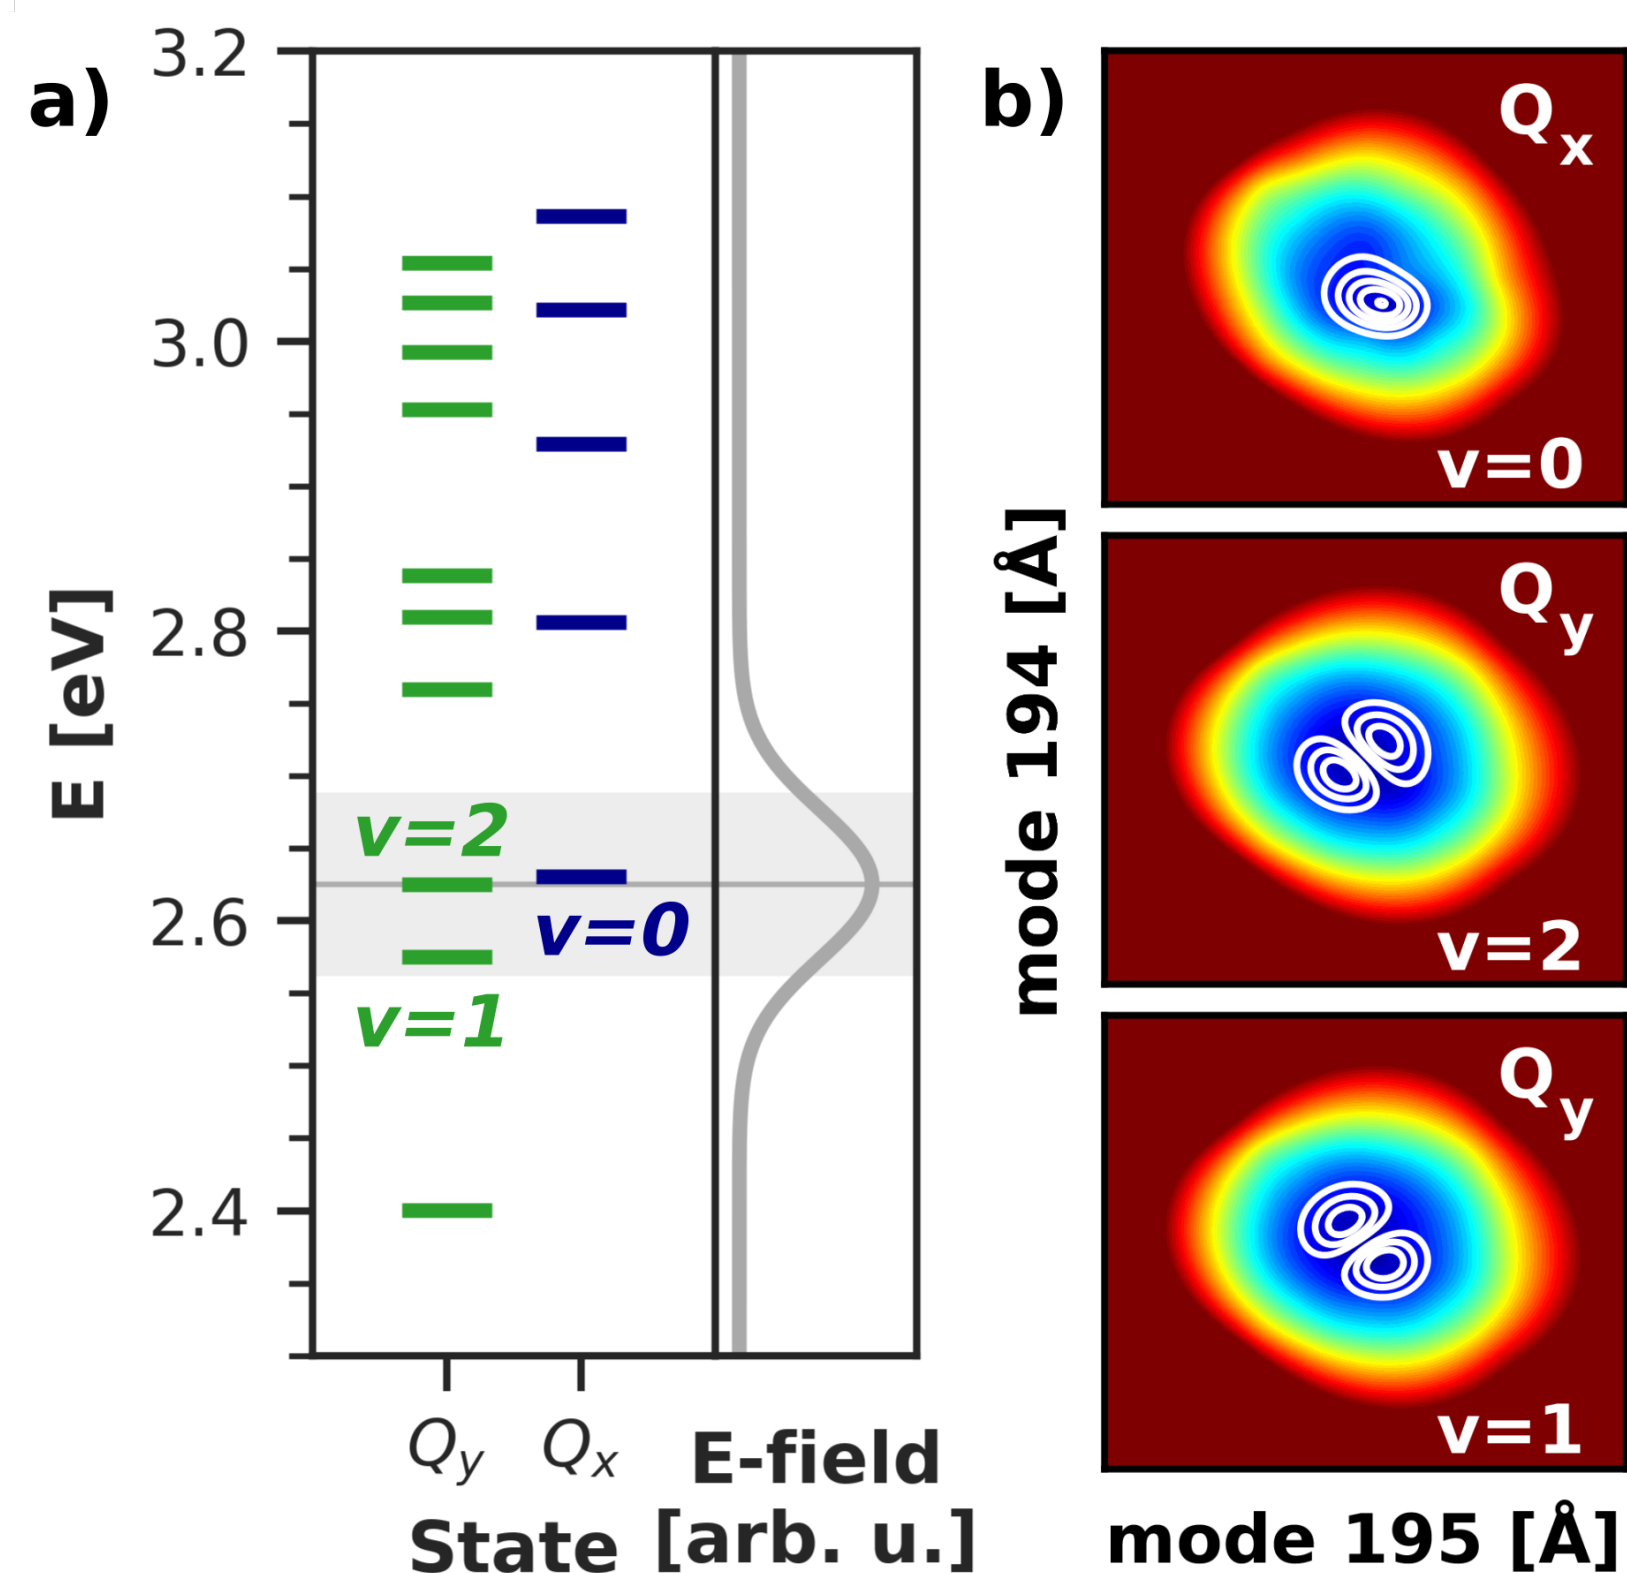 a)
3.2
3.0
2.8
2.6
2.4
E [eV]
v=2
v=0
v=1
Qy
Qx
State
E-field
[arb. u.]
b)
Qx
v=0
Qy
v=2
Qy
v=1
mode 194 [Å]
mode 195 [Å]